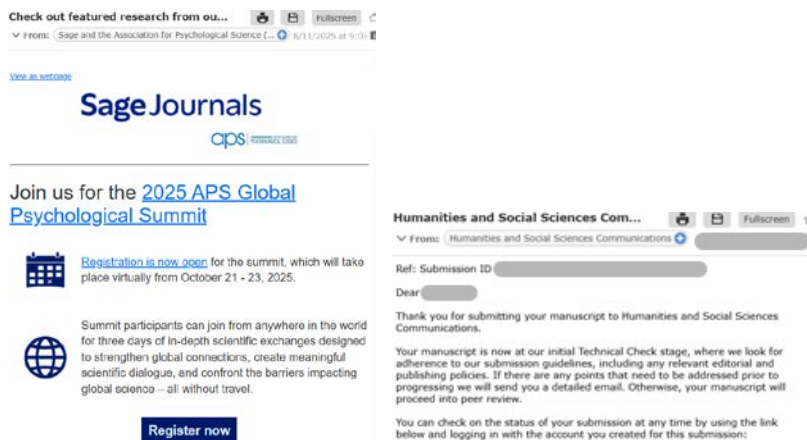 Check out featured research from ou...
Fullscreen
From: Sage and the Association for Psychological Science (... 8/11/2025 at 9:0
View as webpage
Sage Journals
aps
Join us for the 2025 APS Global
Psychological Summit
Registration is now open for the summit, which will take
place virtually from October 21 - 23, 2025.
Summit participants can join from anywhere in the world
for three days of in-depth scientific exchanges designed
to strengthen global connections, create meaningful
scientific dialogue, and confront the barriers impacting
global science – all without travel.
Register now
Humanities and Social Sciences Com...
Fullscreen
From: Humanities and Social Sciences Communications
Ref: Submission ID
Dear
Thank you for submitting your manuscript to Humanities and Social Sciences
Communications.
Your manuscript is now at our initial Technical Check stage, where we look for
adherence to our submission guidelines, including any relevant editorial and
publishing policies. If there are any points that need to be addressed prior to
progressing we will send you a detailed email. Otherwise, your manuscript will
proceed into peer review.
You can check on the status of your submission at any time by using the link
below and logging in with the account you created for this submission: